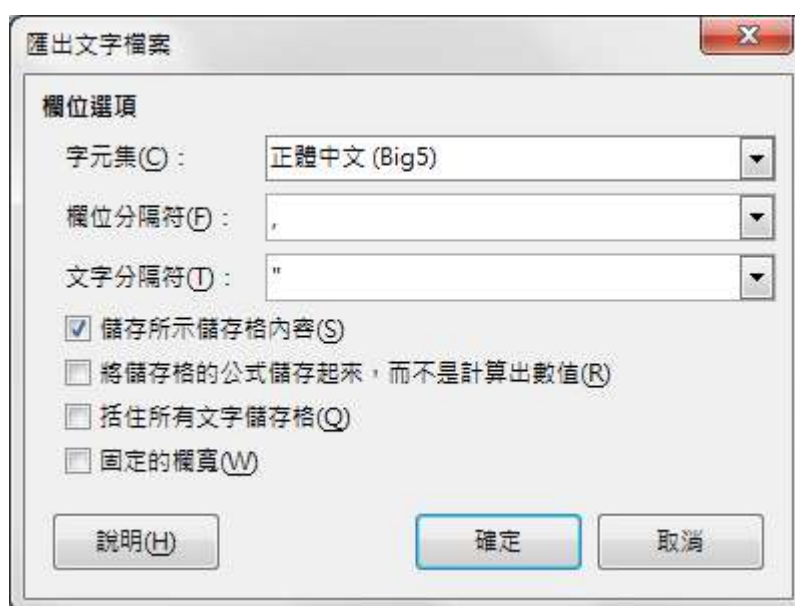 匯出文字檔案
欄位選項
字元集(C)： 正體中文 (Big5)
欄位分隔符(F)： ,
文字分隔符(T)： "
儲存所示儲存格內容(S)
將儲存格的公式儲存起來，而不是計算出數值(R)
括住所有文字儲存格(Q)
固定的欄寬(W)
說明(H) 確定 取消